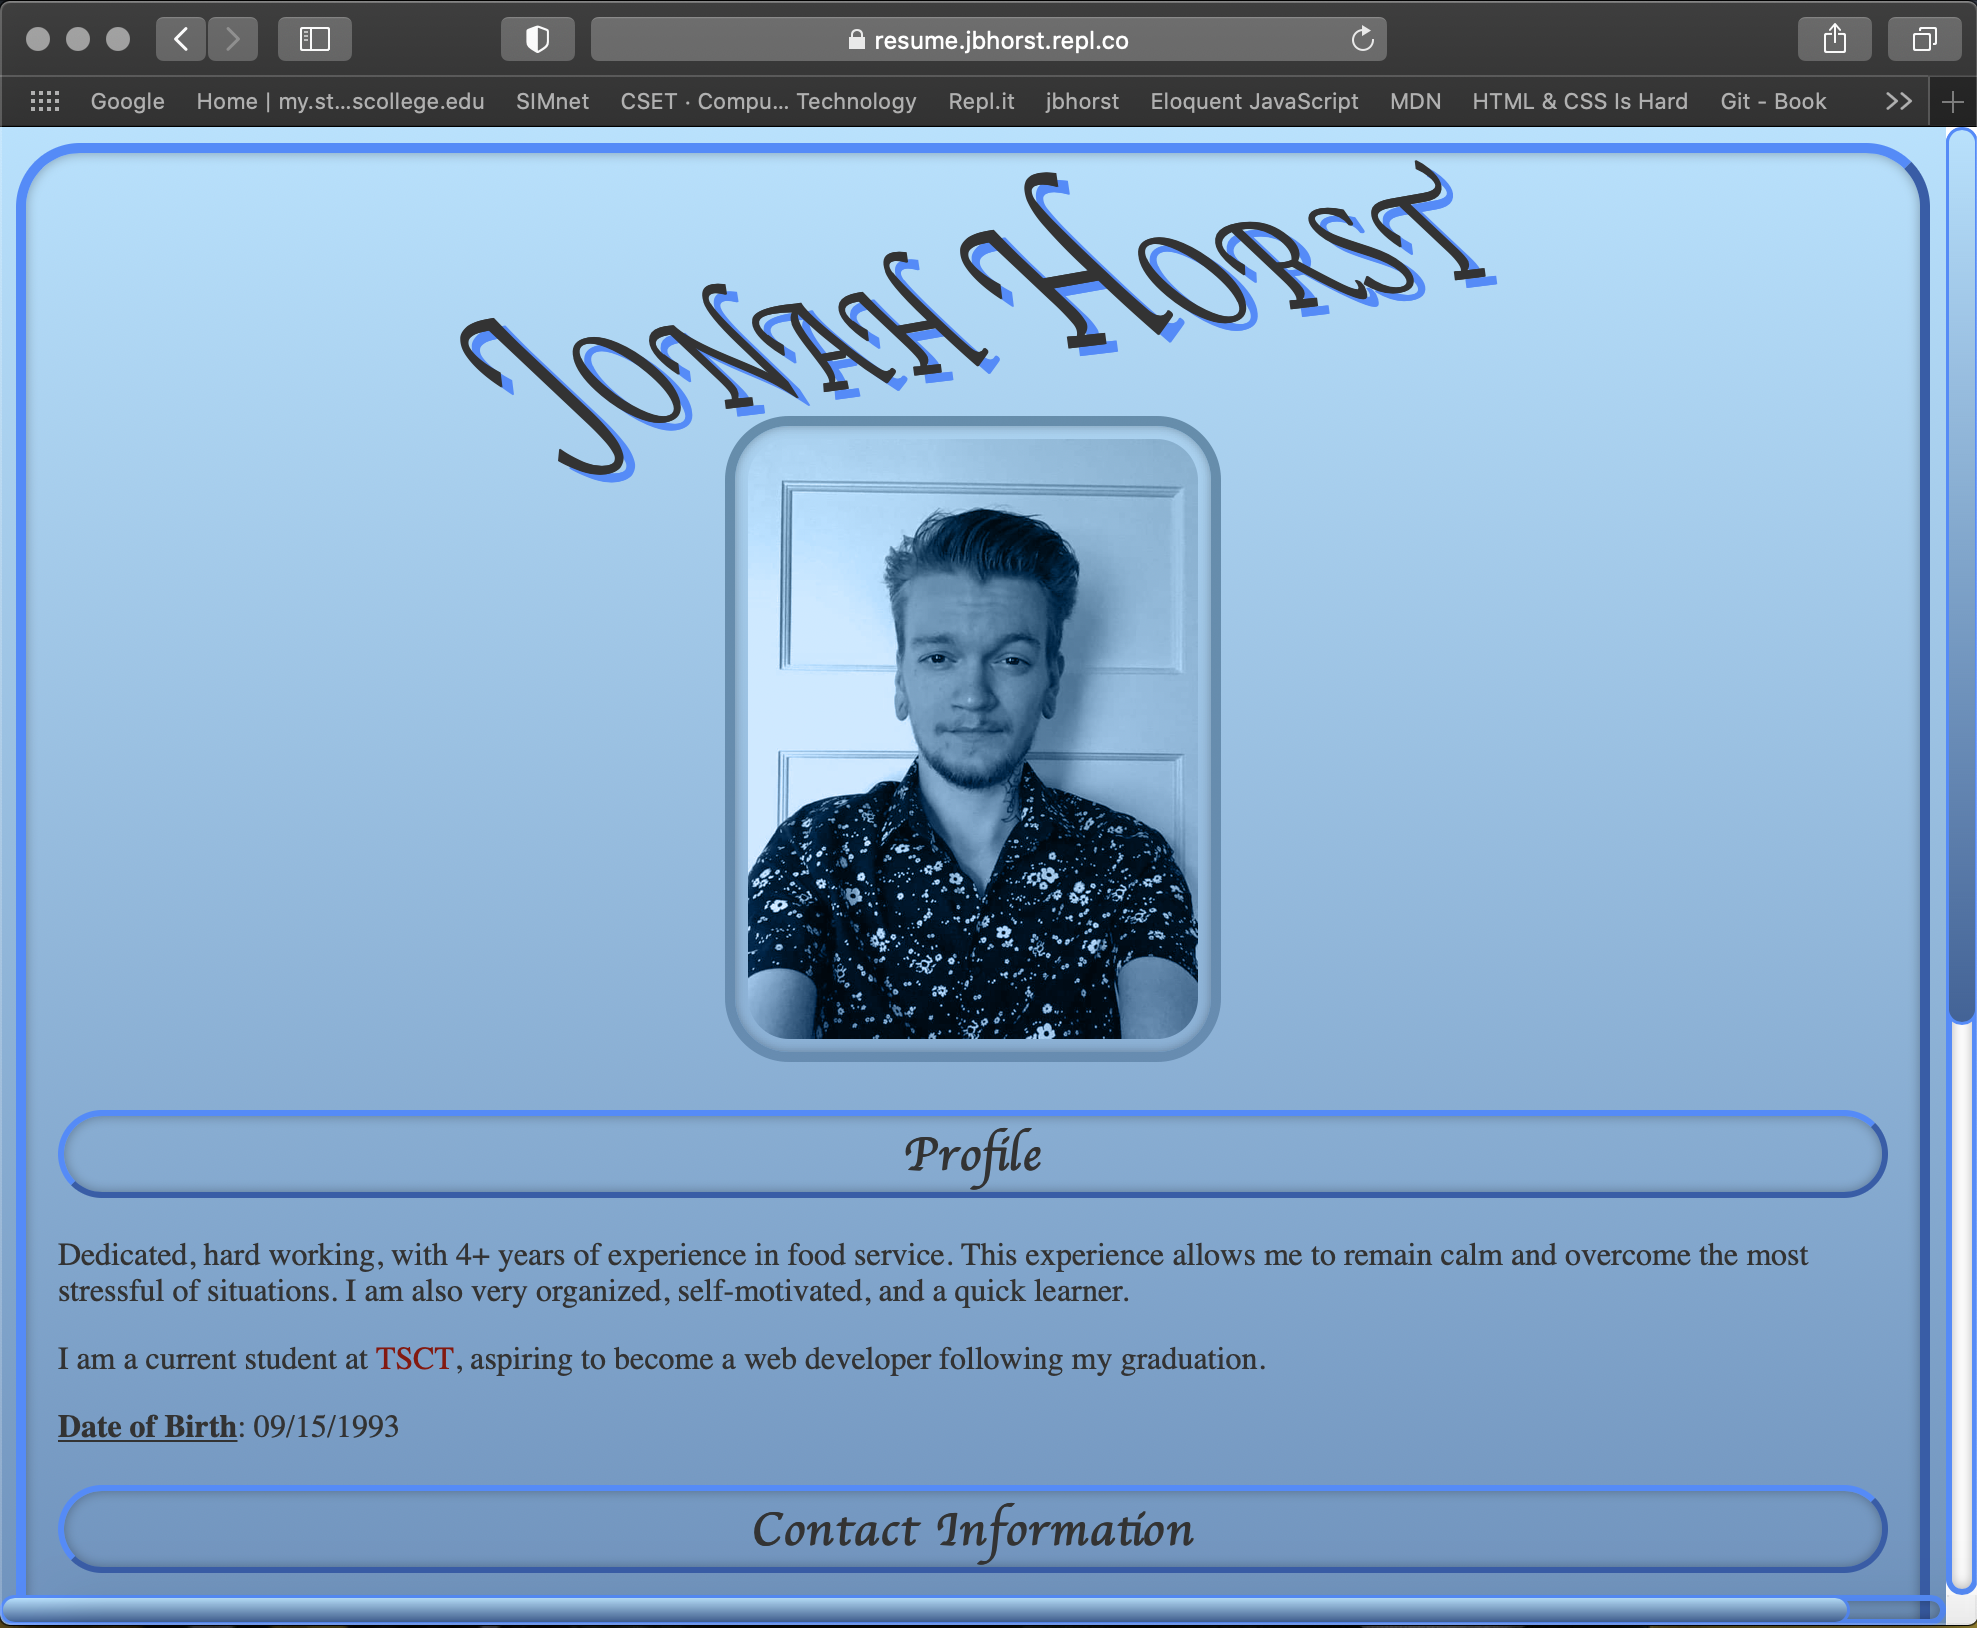 resume.jbhorst.repl.co
Google Home | my.st...scollege.edu SIMnet CSET · Compu... Technology Repl.it jbhorst Eloquent JavaScript MDN HTML & CSS Is Hard Git - Book
Jonah Horst
Profile
Dedicated, hard working, with 4+ years of experience in food service. This experience allows me to remain calm and overcome the most
stressful of situations. I am also very organized, self-motivated, and a quick learner.
I am a current student at TSCT, aspiring to become a web developer following my graduation.
Date of Birth: 09/15/1993
Contact Information